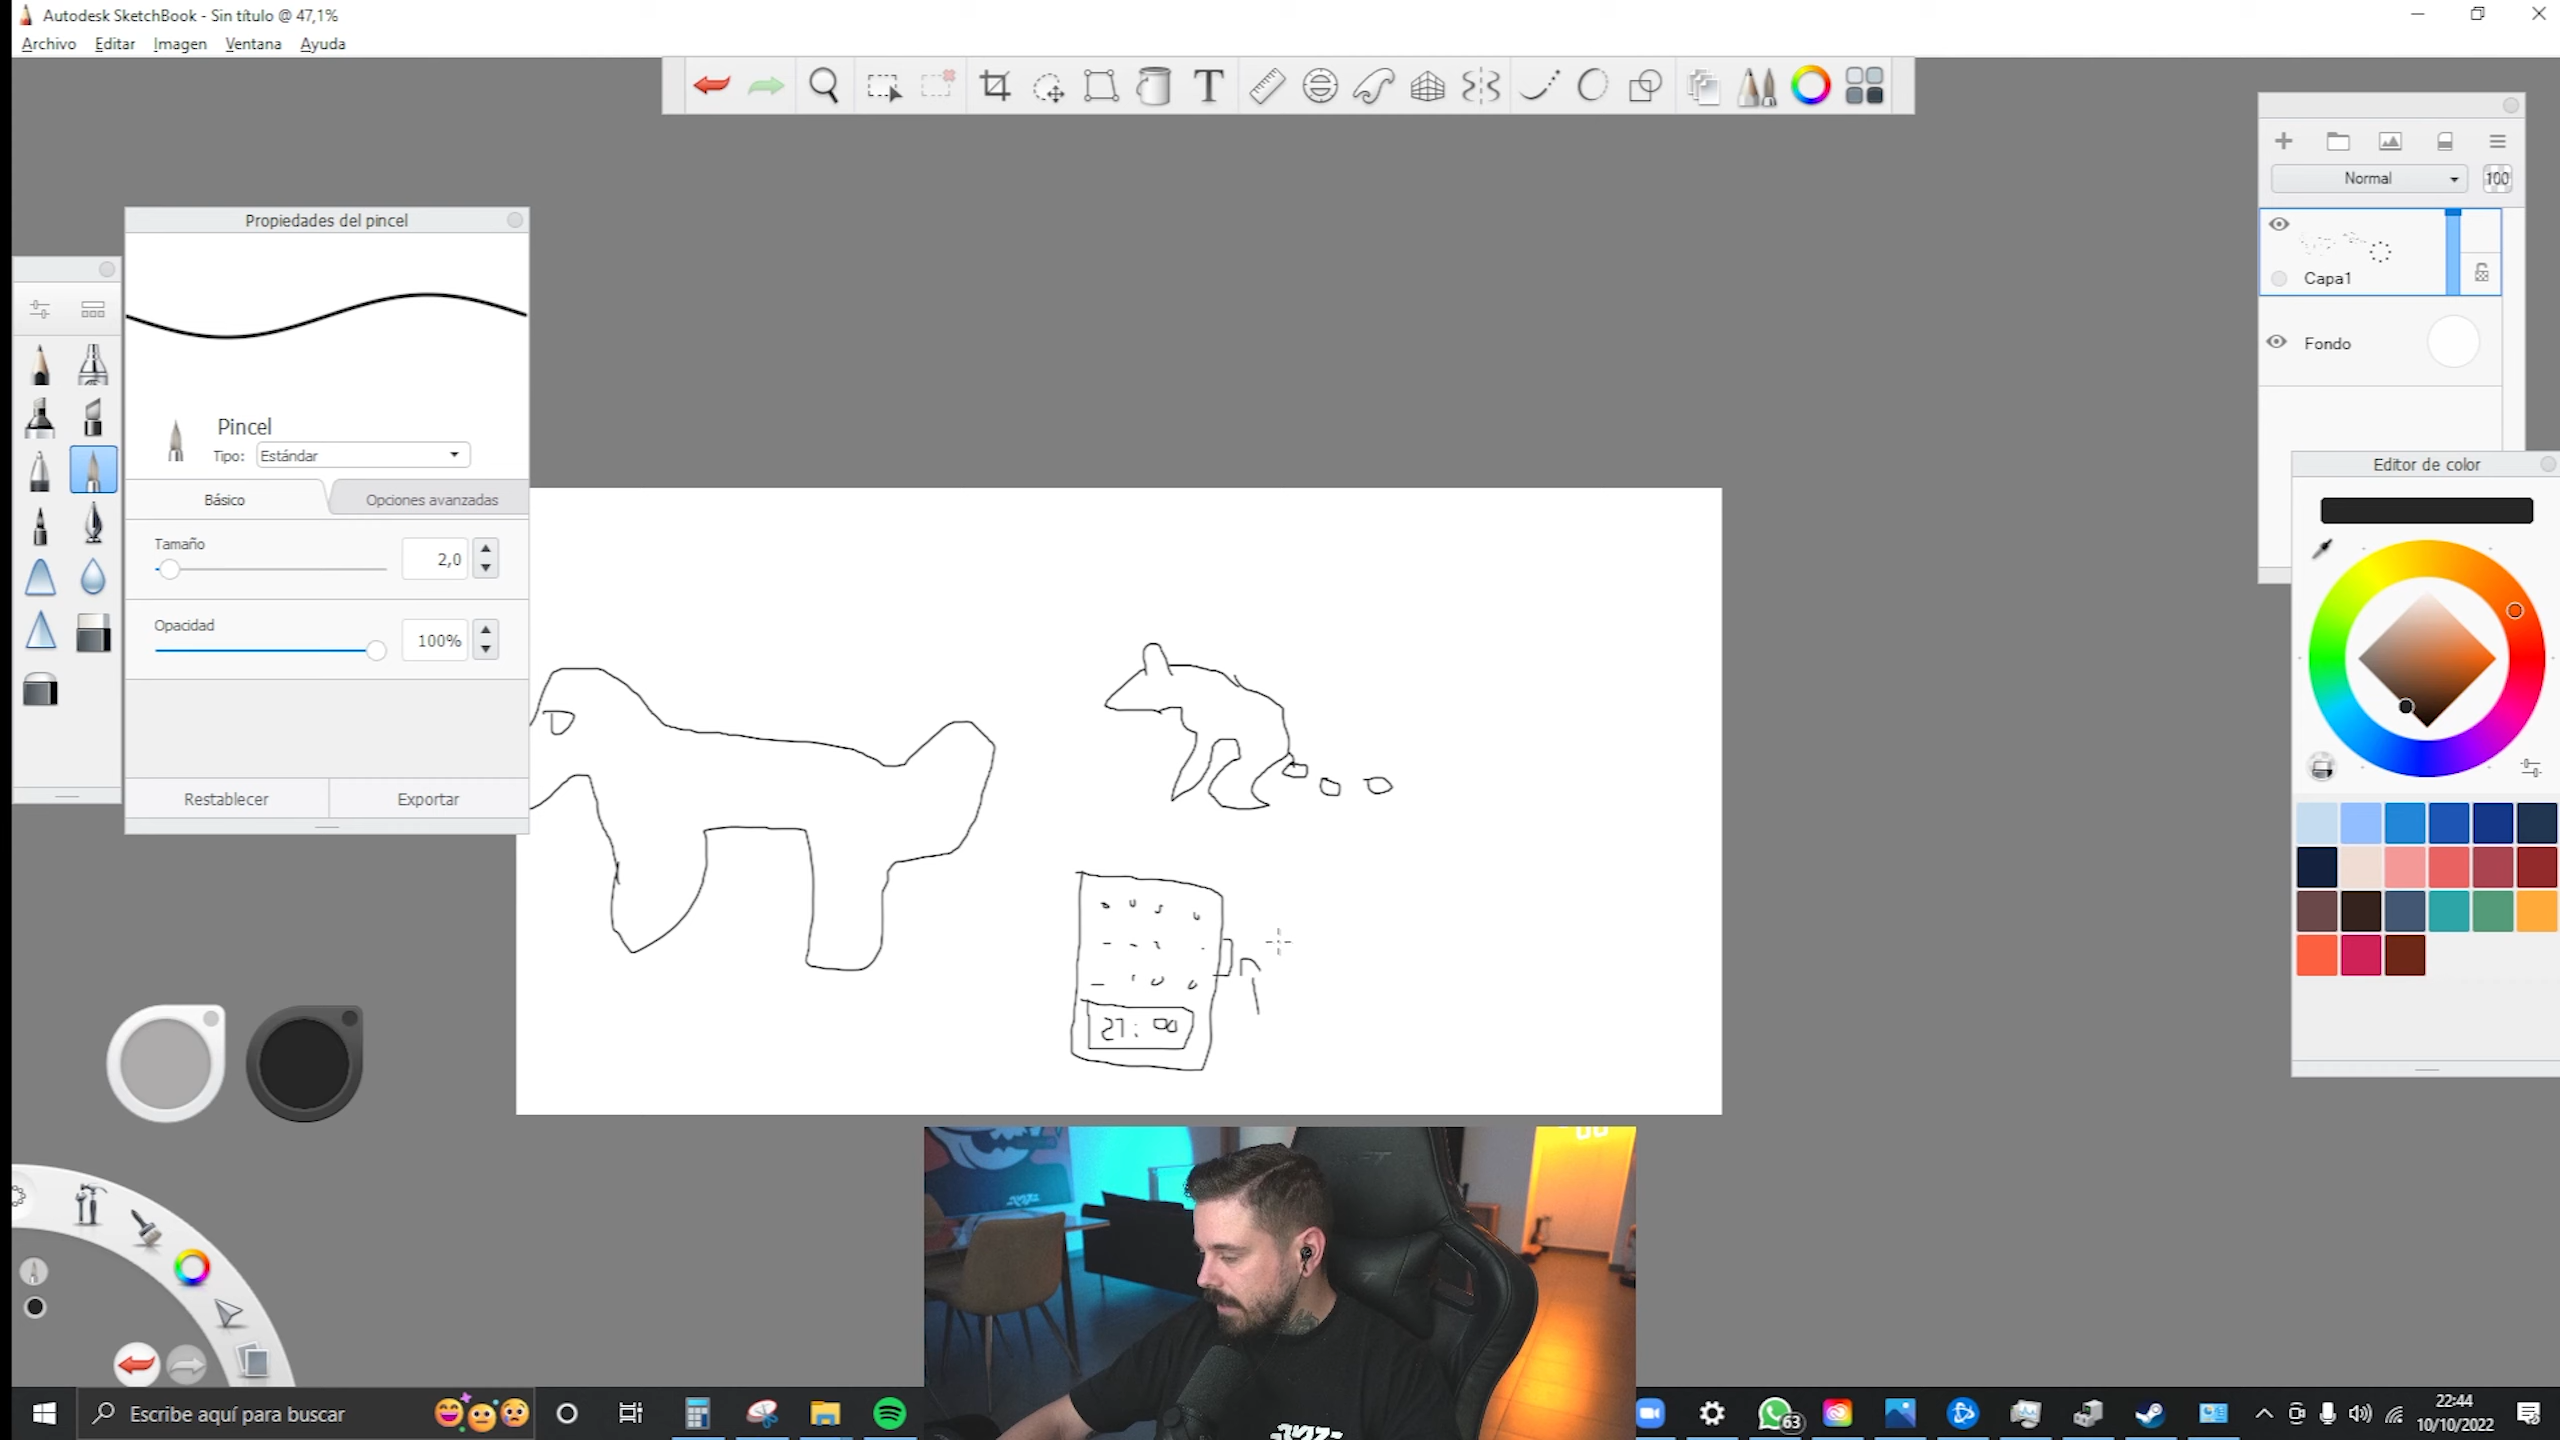 Autodesk SketchBook - Sin título @ 47,1%
Archivo Editar Imagen Ventana Ayuda
Normal 100
Propiedades del pincel
Capa1
Fondo
Pincel
Tipo: Estándar
Editor de color
Básico Opciones avanzadas
Tamaño
2,0
Opacidad
100%
Restablecer Exportar
Escribe aquí para buscar
63
22:44
10/10/2022